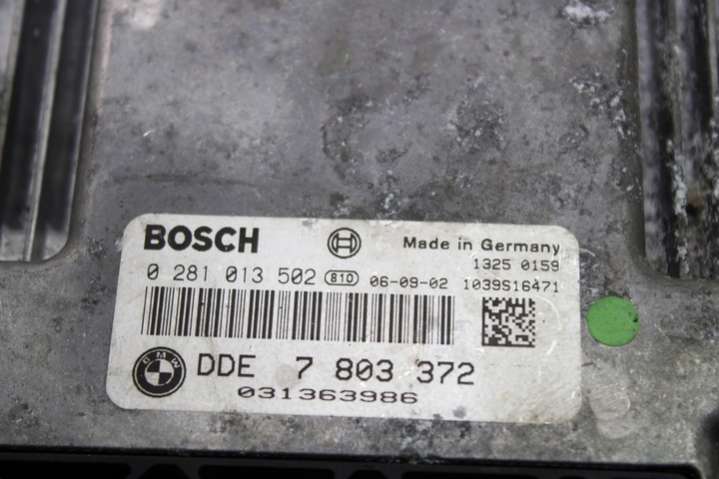 BOSCH
Made in Germany
1325 0159
0 281 013 502 810 06-09-02 1039S16471
BMW
DDE 7 803 372
031363986